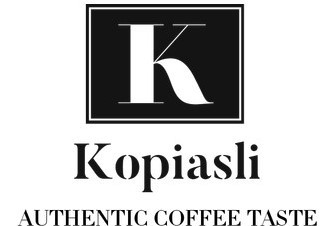 K
Kopiasli
AUTHENTIC COFFEE TASTE